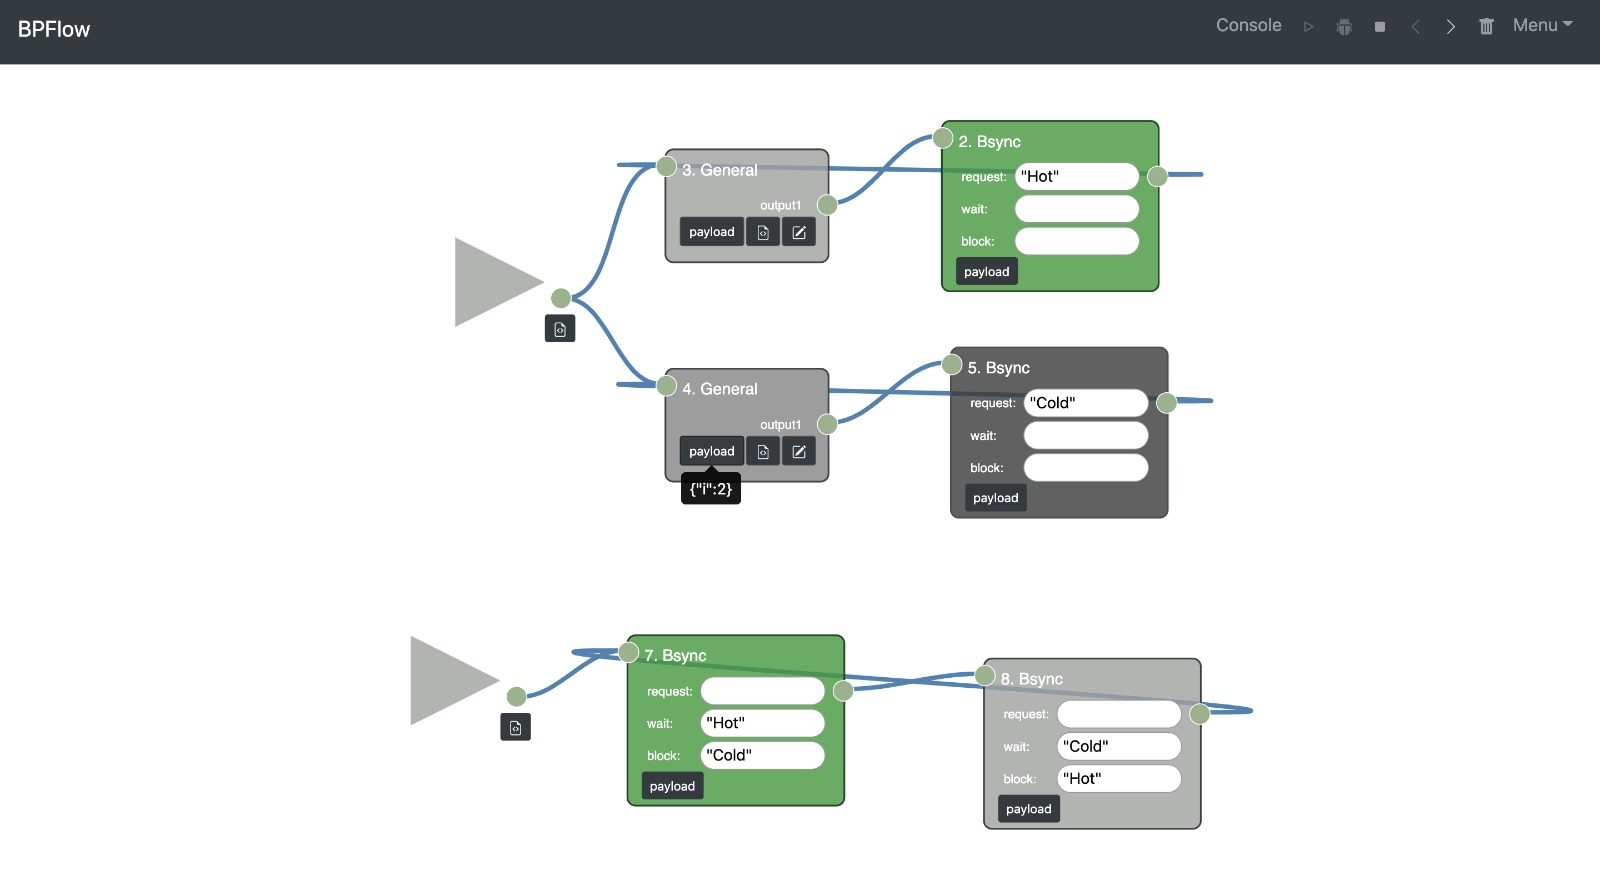 BPFlow
Console
Menu
3. General
output1
payload
2. Bsync
request: "Hot"
wait:
block:
payload
4. General
output1
payload
{"i":2}
5. Bsync
request: "Cold"
wait:
block:
payload
7. Bsync
request:
wait: "Hot"
block: "Cold"
payload
8. Bsync
request:
wait: "Cold"
block: "Hot"
payload